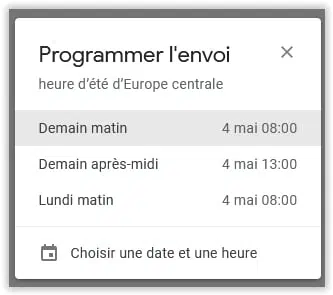 Programmer l'envoi
heure d'été d'Europe centrale
Demain matin 4 mai 08:00
Demain après-midi 4 mai 13:00
Lundi matin 4 mai 08:00
Choisir une date et une heure